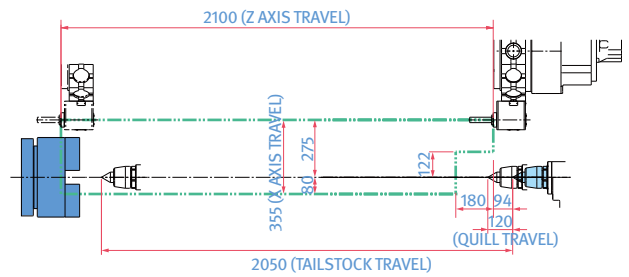 2100 (Z AXIS TRAVEL)
355 (X AXIS TRAVEL)
275
80
122
180
94
120
(QUILL TRAVEL)
2050 (TAILSTOCK TRAVEL)